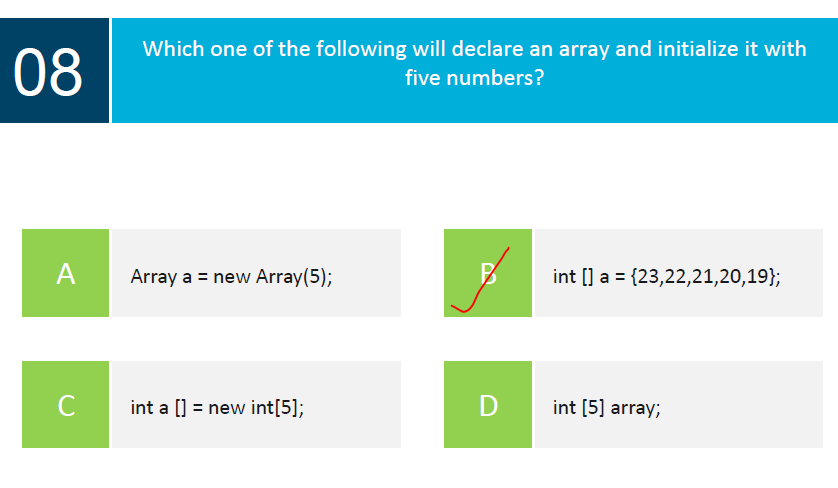 08
Which one of the following will declare an array and initialize it with
five numbers?
A
Array a = new Array(5);
B
int [] a = {23,22,21,20,19};
C
int a [] = new int[5];
D
int [5] array;